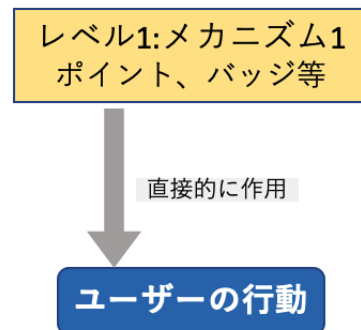 レベル1:メカニズム1
ポイント、バッジ等
直接的に作用
ユーザーの行動